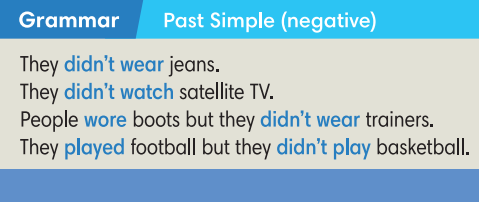 Grammar Past Simple (negative)
They didn't wear jeans.
They didn't watch satellite TV.
People wore boots but they didn't wear trainers.
They played football but they didn't play basketball.